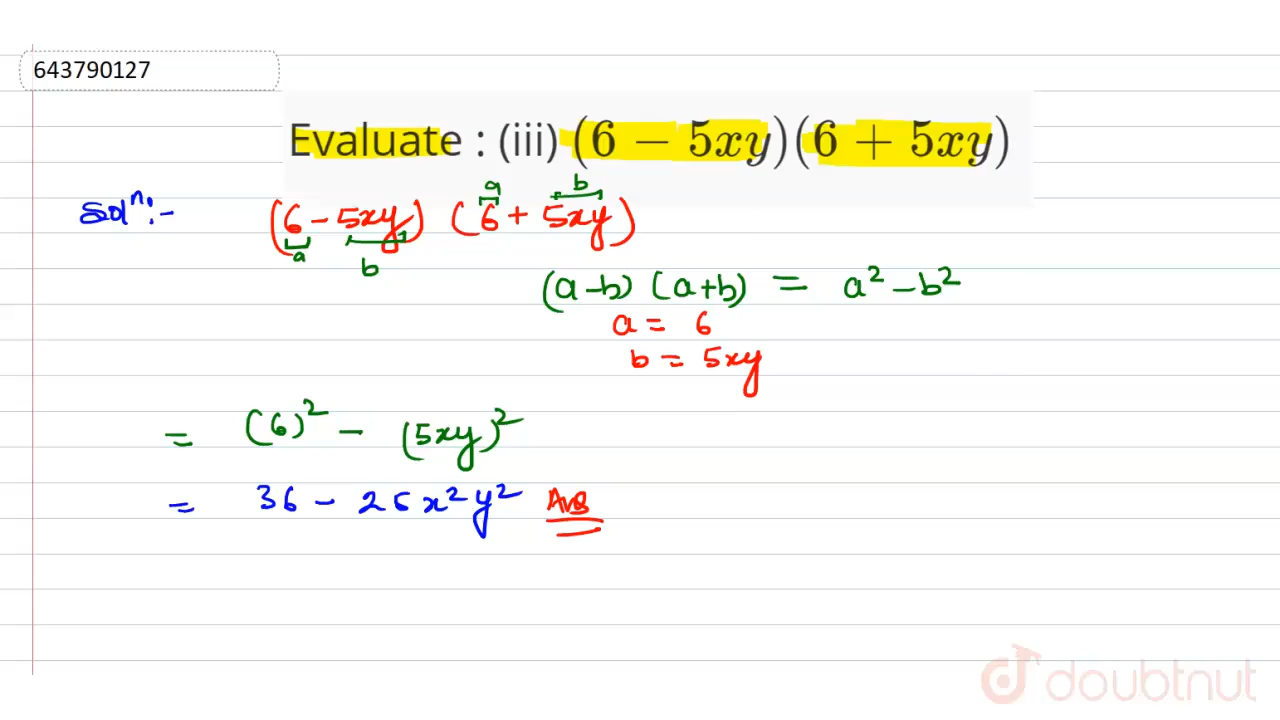 643790127
Evaluate : (iii) (6 − 5xy)(6 + 5xy)
a b
Solⁿ:- (6 - 5xy) (6 + 5xy)
a b
(a-b) (a+b) = a² - b²
a = 6
b = 5xy
= (6)² - (5xy)²
= 36 - 25x²y² Ans
doubtnut